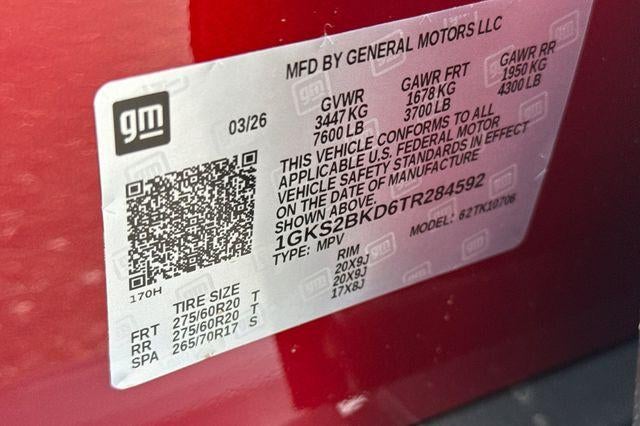 MFD BY GENERAL MOTORS LLC
gm
03/26
GVWR GAWR FRT GAWR RR
3447 KG 1678 KG 1950 KG
7600 LB 3700 LB 4300 LB
THIS VEHICLE CONFORMS TO ALL
APPLICABLE U.S. FEDERAL MOTOR
VEHICLE SAFETY STANDARDS IN EFFECT
ON THE DATE OF MANUFACTURE
SHOWN ABOVE.
1GKS2BKD6TR284592
TYPE: MPV MODEL: 62TK10706
170H
TIRE SIZE RIM
FRT 275/60R20 T 20X9J
RR 275/60R20 T 20X9J
SPA 265/70R17 S 17X8J